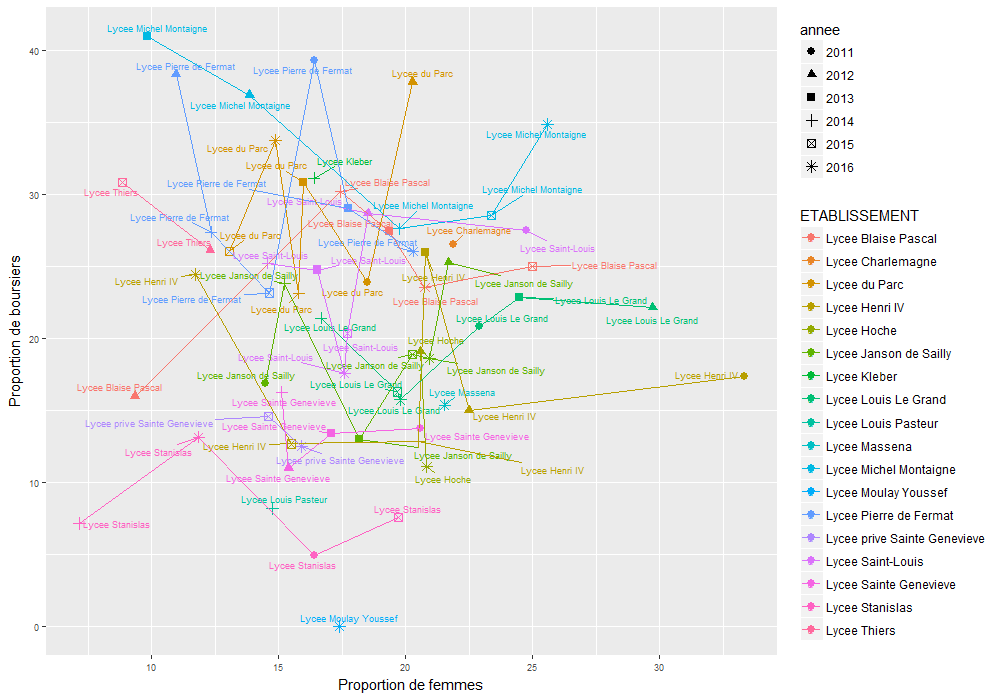 Lycee Michel Montaigne
Lycee Pierre de Fermat
Lycee Pierre de Fermat
Lycee du Parc
Lycee Michel Montaigne
Lycee Michel Montaigne
Lycee du Parc
Lycee Kleber
Lycee du Parc
Lycee Pierre de Fermat
Lycee Blaise Pascal
Lycee Thiers
Lycee Michel Montaigne
Lycee Saint-Louis
Lycee Michel Montaigne
Lycee Pierre de Fermat
Lycee Blaise Pascal
Lycee Charlemagne
Lycee du Parc
Lycee Thiers
Lycee Pierre de Fermat
Lycee Saint-Louis
Lycee Saint-Louis
Lycee Saint-Louis
Lycee Blaise Pascal
Lycee Henri IV
Lycee Janson de Sailly
Lycee Henri IV
Lycee Janson de Sailly
Lycee du Parc
Lycee Pierre de Fermat
Lycee Blaise Pascal
Lycee Louis Le Grand
Lycee du Parc
Lycee Louis Le Grand
Lycee Louis Le Grand
Lycee Louis Le Grand
Lycee Hoche
Lycee Saint-Louis
Lycee Saint-Louis
Lycee Janson de Sailly
Lycee Janson de Sailly
Lycee Janson de Sailly
Lycee Henri IV
Lycee Blaise Pascal
Lycee Louis Le Grand
Lycee Massena
Lycee Sainte Genevieve
Lycee Louis Le Grand
Lycee Henri IV
Lycee prive Sainte Genevieve
Lycee Sainte Genevieve
Lycee Sainte Genevieve
Lycee Henri IV
Lycee Stanislas
Lycee prive Sainte Genevieve
Lycee Janson de Sailly
Lycee Henri IV
Lycee Sainte Genevieve
Lycee Hoche
Lycee Louis Pasteur
Lycee Stanislas
Lycee Stanislas
Lycee Stanislas
Lycee Moulay Youssef
40
30
20
10
0
Proportion de boursiers
10
15
20
25
30
Proportion de femmes
annee
2011
2012
2013
2014
2015
2016
ETABLISSEMENT
Lycee Blaise Pascal
Lycee Charlemagne
Lycee du Parc
Lycee Henri IV
Lycee Hoche
Lycee Janson de Sailly
Lycee Kleber
Lycee Louis Le Grand
Lycee Louis Pasteur
Lycee Massena
Lycee Michel Montaigne
Lycee Moulay Youssef
Lycee Pierre de Fermat
Lycee prive Sainte Genevieve
Lycee Saint-Louis
Lycee Sainte Genevieve
Lycee Stanislas
Lycee Thiers